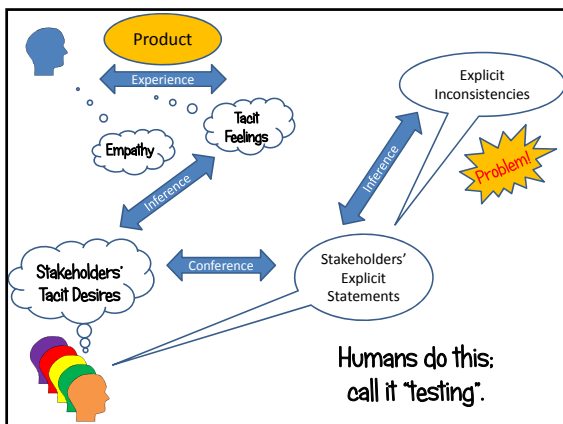 Product
Experience
Explicit
Inconsistencies
Tacit
Feelings
Empathy
Problem!
Inference
Inference
Stakeholders'
Tacit Desires
Conference
Stakeholders'
Explicit
Statements
Humans do this;
call it "testing".